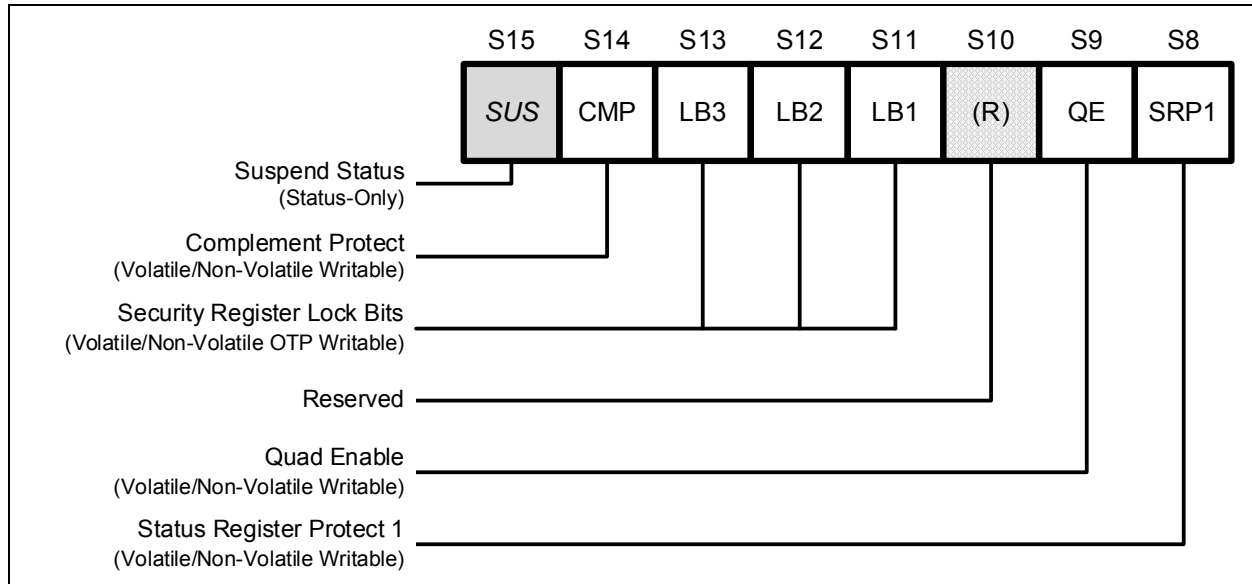 S15 S14 S13 S12 S11 S10 S9 S8
SUS CMP LB3 LB2 LB1 (R) QE SRP1
Suspend Status
(Status-Only)
Complement Protect
(Volatile/Non-Volatile Writable)
Security Register Lock Bits
(Volatile/Non-Volatile OTP Writable)
Reserved
Quad Enable
(Volatile/Non-Volatile Writable)
Status Register Protect 1
(Volatile/Non-Volatile Writable)